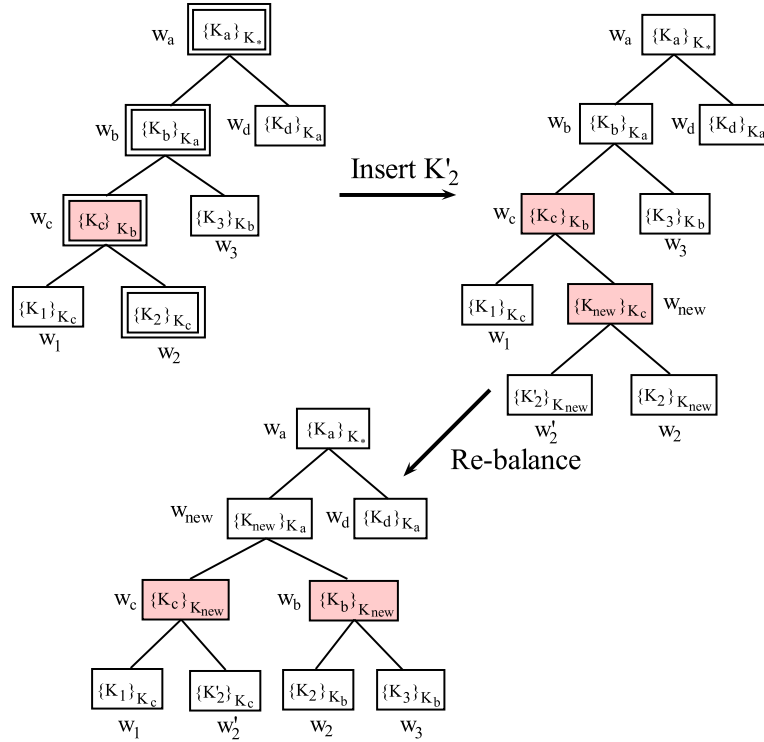 w_a {K_a}_{K_*}
w_b {K_b}_{K_a} w_d {K_d}_{K_a}
w_c {K_c}_{K_b} {K_3}_{K_b}
w_3
{K_1}_{K_c} {K_2}_{K_c}
w_1 w_2
Insert K'_2
w_a {K_a}_{K_*}
w_b {K_b}_{K_a} w_d {K_d}_{K_a}
w_c {K_c}_{K_b} {K_3}_{K_b}
w_3
{K_1}_{K_c} {K_new}_{K_c} w_new
w_1
{K'_2}_{K_new} {K_2}_{K_new}
w'_2 w_2
Re-balance
w_a {K_a}_{K_*}
w_new {K_new}_{K_a} w_d {K_d}_{K_a}
w_c {K_c}_{K_new} w_b {K_b}_{K_new}
{K_1}_{K_c} {K'_2}_{K_c} {K_2}_{K_b} {K_3}_{K_b}
w_1 w'_2 w_2 w_3